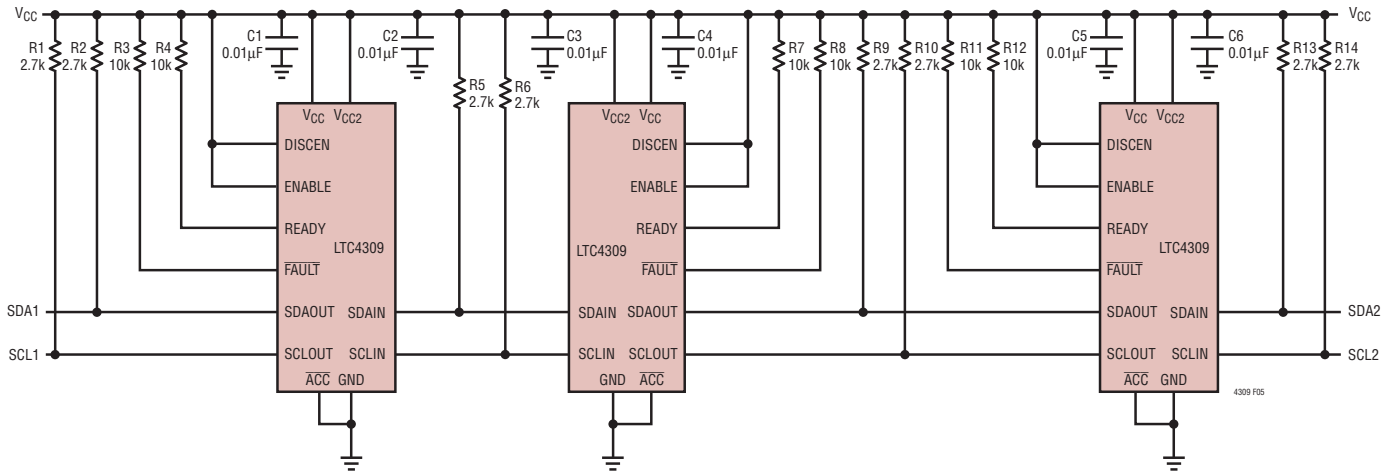 VCC
VCC
R1
2.7k
R2
2.7k
R3
10k
R4
10k
C1
0.01µF
C2
0.01µF
R5
2.7k
R6
2.7k
C3
0.01µF
C4
0.01µF
R7
10k
R8
10k
R9
2.7k
R10
2.7k
R11
10k
R12
10k
C5
0.01µF
C6
0.01µF
R13
2.7k
R14
2.7k
VCC VCC2
DISCEN
ENABLE
READY
LTC4309
FAULT
SDAOUT SDAIN
SCLOUT SCLIN
ACC GND
VCC2 VCC
DISCEN
ENABLE
READY
LTC4309
FAULT
SDAIN SDAOUT
SCLIN SCLOUT
GND ACC
VCC VCC2
DISCEN
ENABLE
READY
LTC4309
FAULT
SDAOUT SDAIN
SCLOUT SCLIN
ACC GND
SDA1
SCL1
SDA2
SCL2
4309 F05